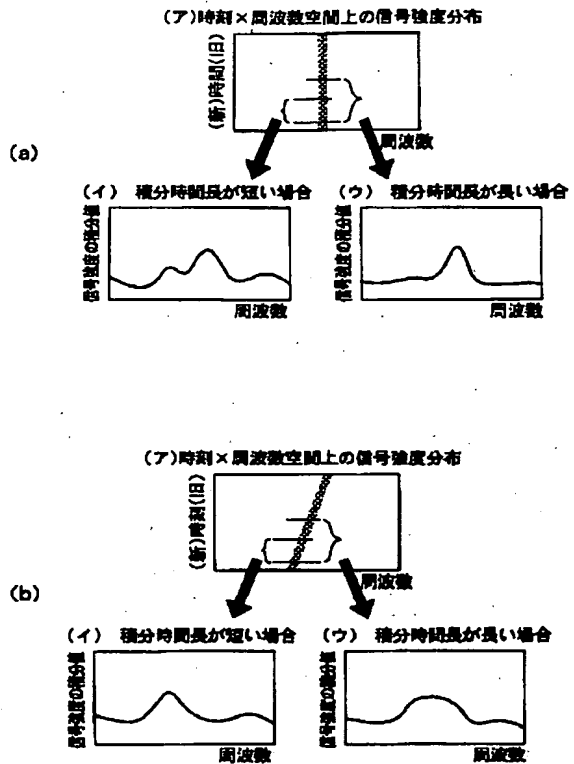 (ア)時刻×周波数空間上の信号強度分布
(新)時間(旧)
周波数
(a)
(イ) 積分時間長が短い場合
(ウ) 積分時間長が長い場合
信号強度の積分値
信号強度の積分値
周波数
周波数
(ア)時刻×周波数空間上の信号強度分布
(新)時刻(旧)
周波数
(b)
(イ) 積分時間長が短い場合
(ウ) 積分時間長が長い場合
信号強度の積分値
信号強度の積分値
周波数
周波数